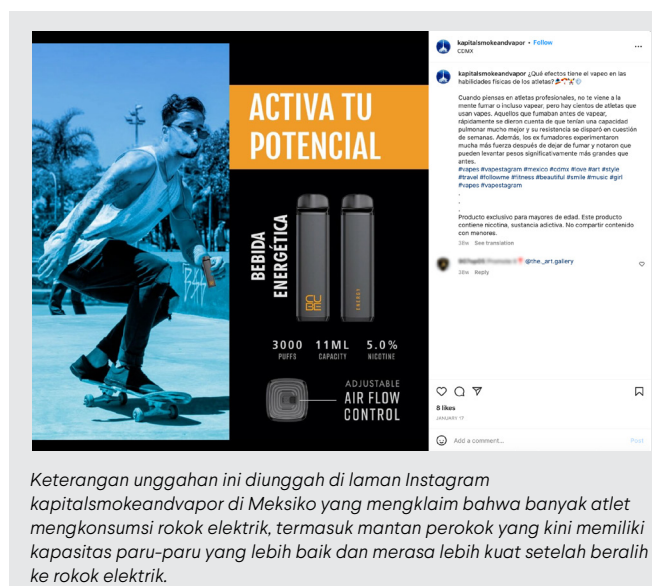 ACTIVA TU
POTENCIAL
BEBIDA
ENERGÉTICA
CUBE
ENERGY
3000 11ML 5.0%
PUFFS CAPACITY NICOTINE
ADJUSTABLE
AIR FLOW
CONTROL
kapitalsmokeandvapor • Follow
CDMX
kapitalsmokeandvapor ¿Qué efectos tiene el vapeo en las
habilidades físicas de los atletas?
Cuando piensas en atletas profesionales, no te viene a la
mente fumar o incluso vapear, pero hay cientos de atletas que
usan vapes. Aquellos que fumaban antes de vapear,
rápidamente se dieron cuenta de que tenían una capacidad
pulmonar mucho mejor y su resistencia se disparó en cuestión
de semanas. Además, los ex fumadores experimentaron
mucha más fuerza después de dejar de fumar y notaron que
pueden levantar pesos significativamente más grandes que
antes.
#vapes #vapestagram #mexico #cdmx #love #art #style
#travel #followme #fitness #beautiful #smile #music #girl
#vapes #vapestagram
.
.
.
Producto exclusivo para mayores de edad. Este producto
contiene nicotina, sustancia adictiva. No compartir contenido
con menores.
38w See translation
@the_art.gallery
38w Reply
8 likes
JANUARY 17
Add a comment...
Post
Keterangan unggahan ini diunggah di laman Instagram
kapitalsmokeandvapor di Meksiko yang mengklaim bahwa banyak atlet
mengkonsumsi rokok elektrik, termasuk mantan perokok yang kini memiliki
kapasitas paru-paru yang lebih baik dan merasa lebih kuat setelah beralih
ke rokok elektrik.